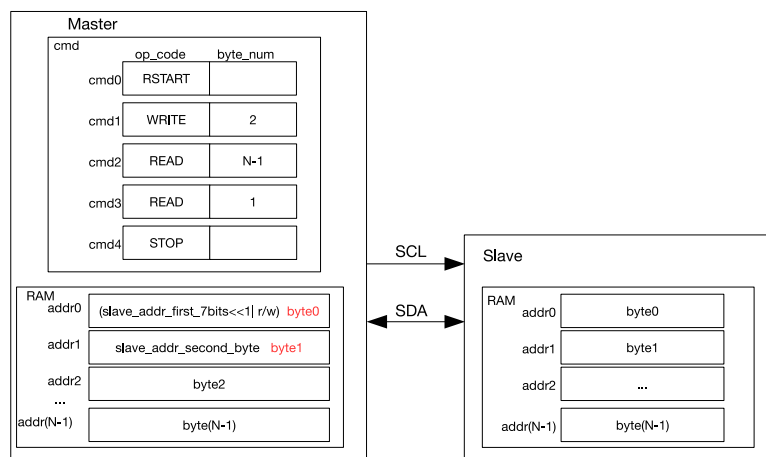 Master
cmd
op_code byte_num
cmd0 RSTART
cmd1 WRITE 2
cmd2 READ N-1
cmd3 READ 1
cmd4 STOP
SCL
SDA
RAM
addr0 (slave_addr_first_7bits<<1| r/w) byte0
addr1 slave_addr_second_byte byte1
addr2 byte2
...
addr(N-1) byte(N-1)
Slave
RAM
addr0 byte0
addr1 byte1
addr2 ...
addr(N-1) byte(N-1)